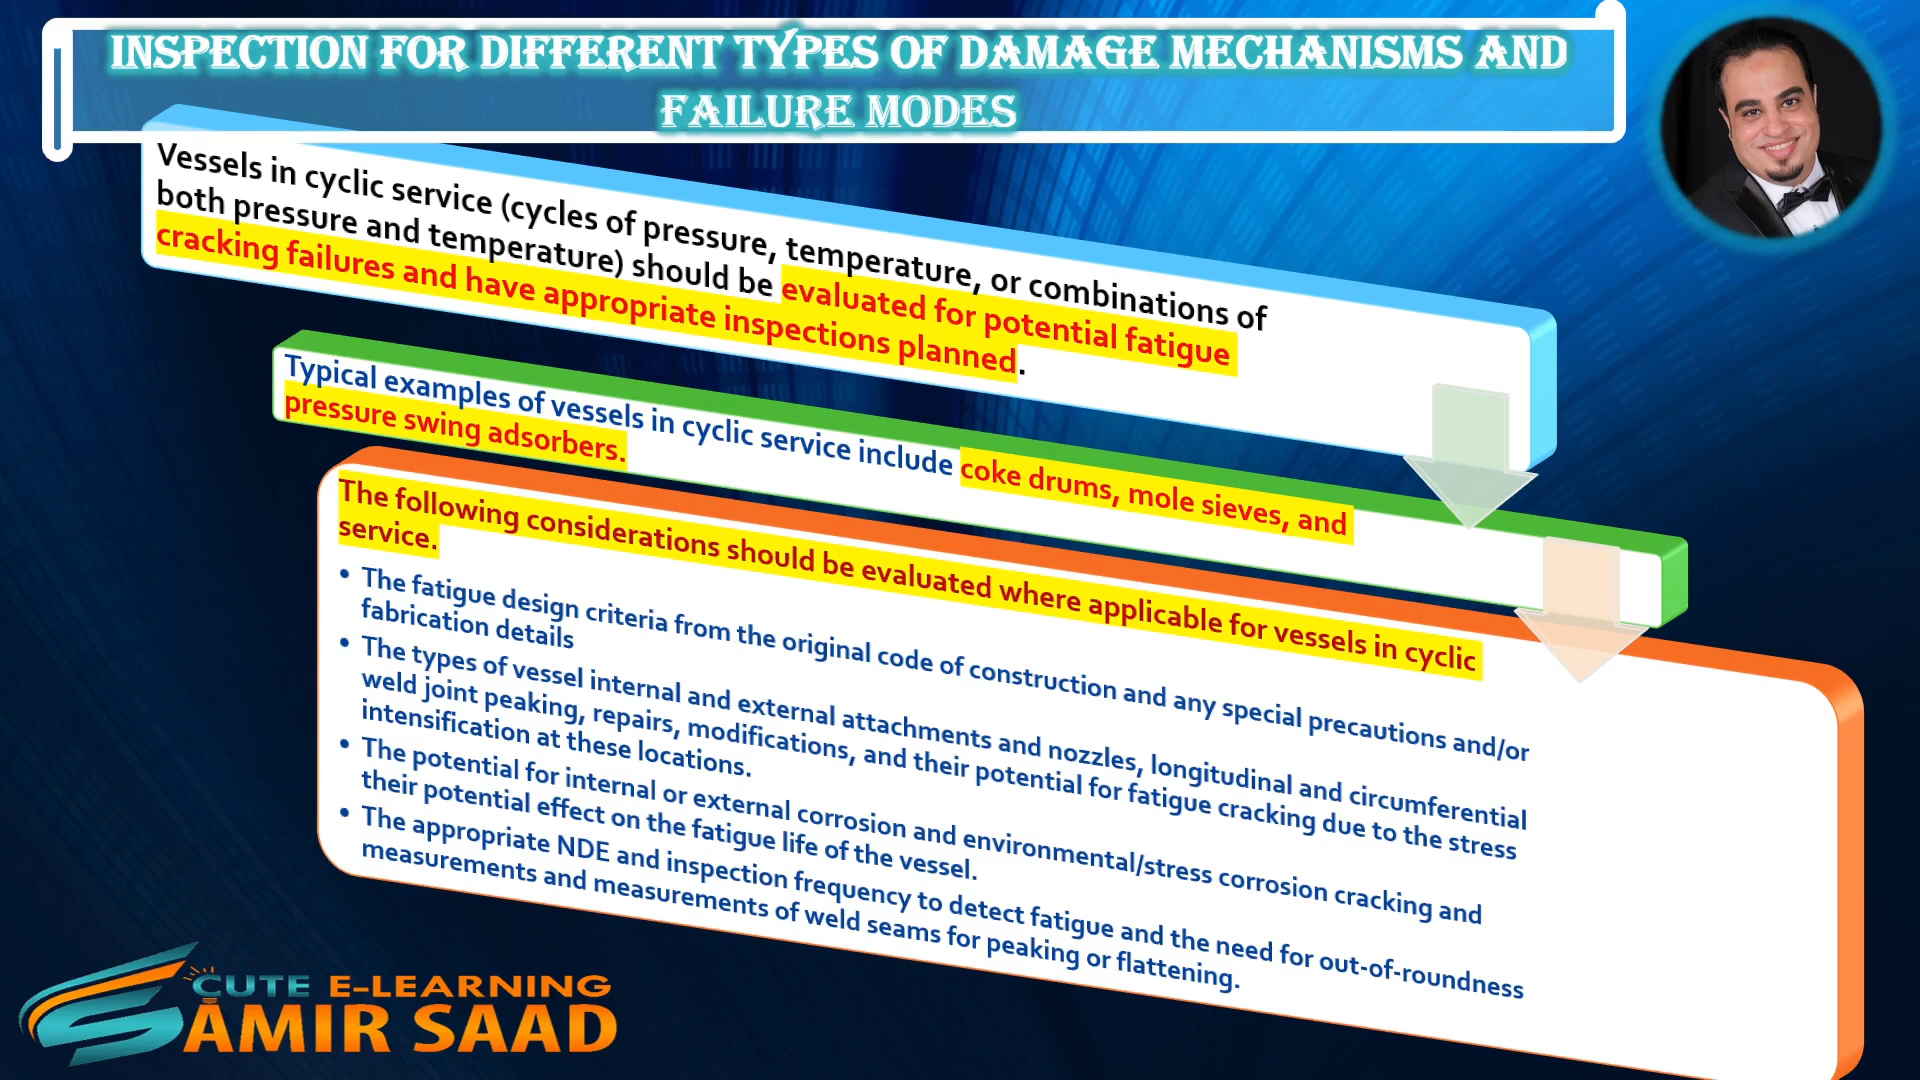 INSPECTION FOR DIFFERENT TYPES OF DAMAGE MECHANISMS AND
FAILURE MODES
Vessels in cyclic service (cycles of pressure, temperature, or combinations of
both pressure and temperature) should be evaluated for potential fatigue
cracking failures and have appropriate inspections planned.
Typical examples of vessels in cyclic service include coke drums, mole sieves, and
pressure swing adsorbers.
The following considerations should be evaluated where applicable for vessels in cyclic
service.
• The fatigue design criteria from the original code of construction and any special precautions and/or
fabrication details
• The types of vessel internal and external attachments and nozzles, longitudinal and circumferential
weld joint peaking, repairs, modifications, and their potential for fatigue cracking due to the stress
intensification at these locations.
• The potential for internal or external corrosion and environmental/stress corrosion cracking and
their potential effect on the fatigue life of the vessel.
• The appropriate NDE and inspection frequency to detect fatigue and the need for out-of-roundness
measurements and measurements of weld seams for peaking or flattening.
CUTE E-LEARNING
AMIR SAAD